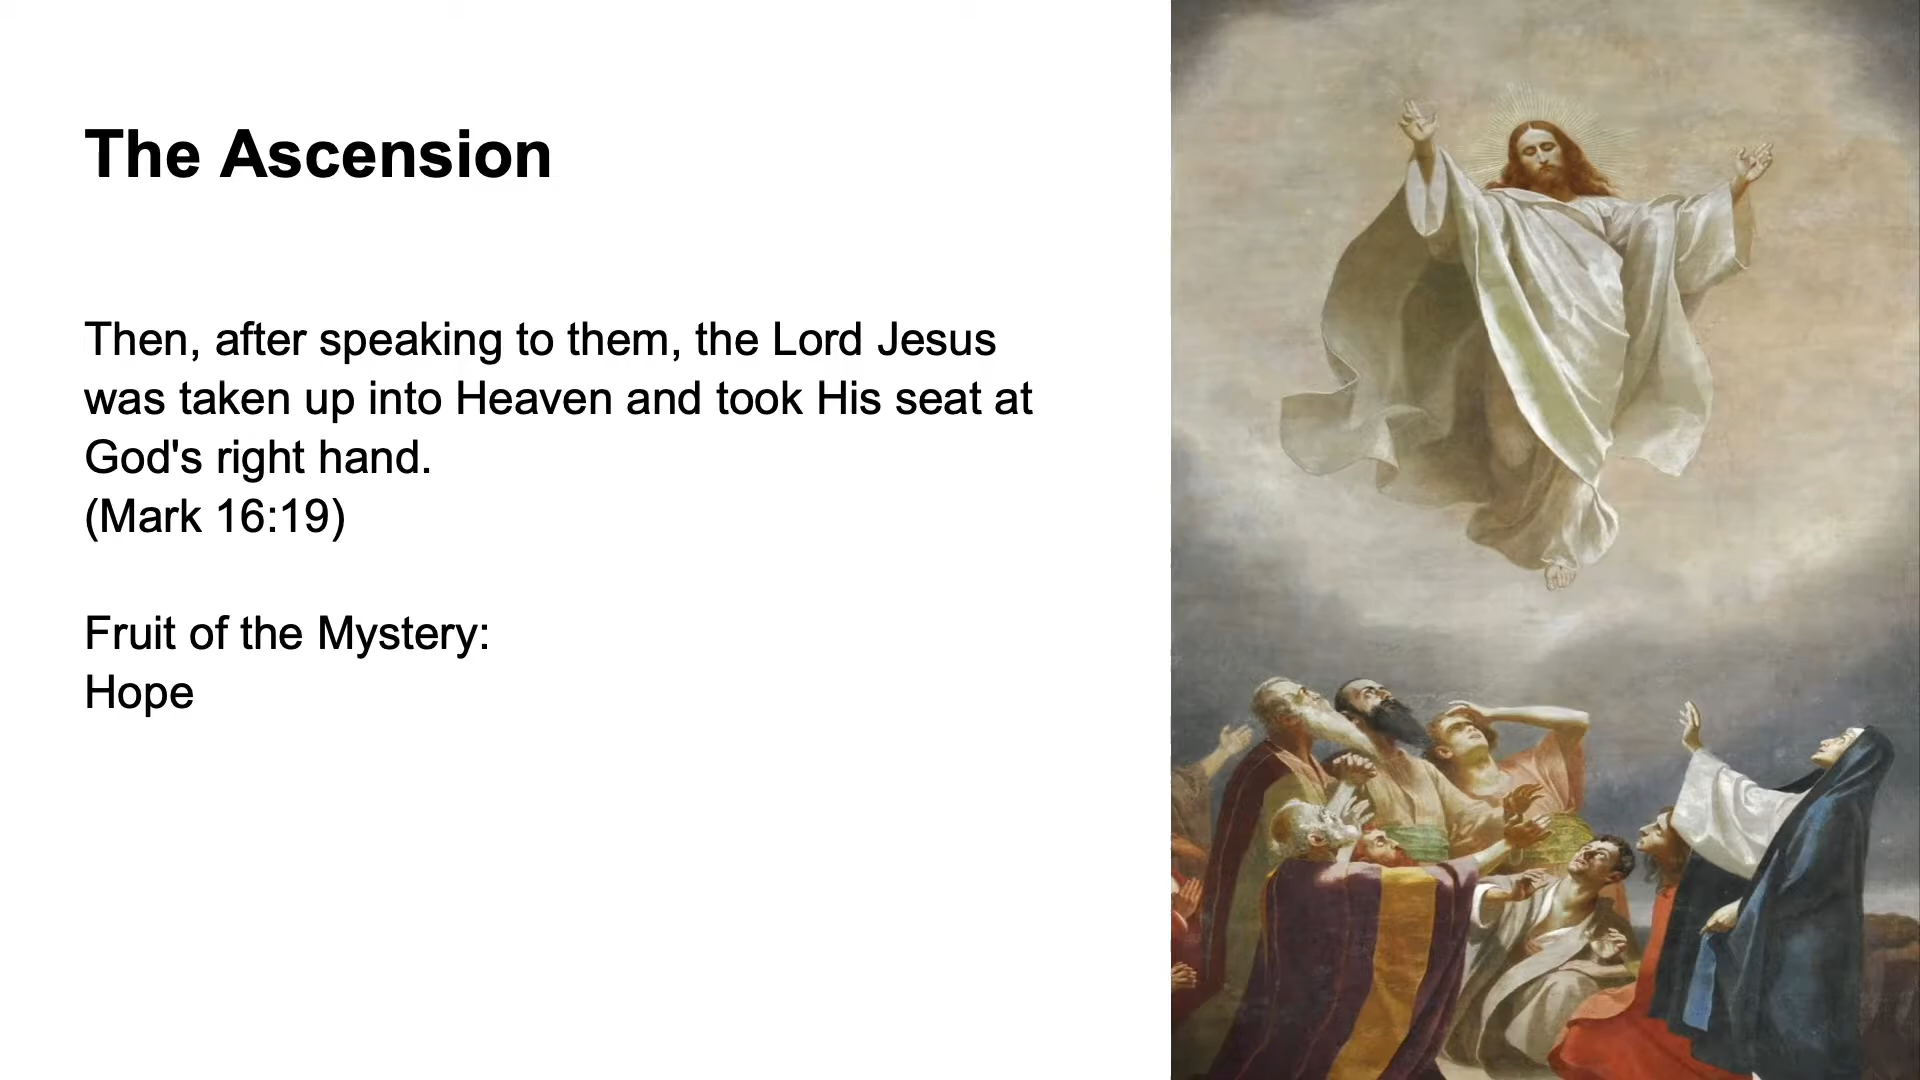 The Ascension
Then, after speaking to them, the Lord Jesus
was taken up into Heaven and took His seat at
God's right hand.
(Mark 16:19)
Fruit of the Mystery:
Hope